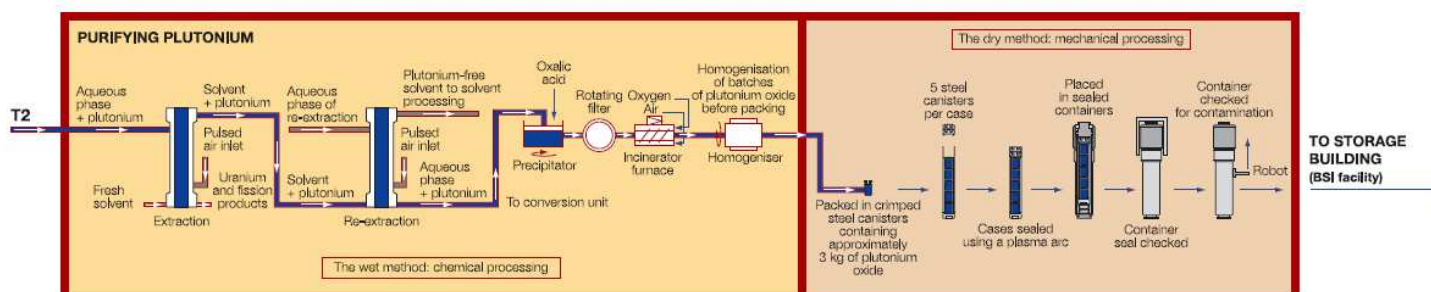 PURIFYING PLUTONIUM
T2
Aqueous
phase
+ plutonium
Solvent
+ plutonium
Pulsed
air inlet
Uranium
and fission
products
Fresh
solvent
Extraction
Aqueous
phase of
re-extraction
Solvent
+ plutonium
Plutonium-free
solvent to solvent
processing
Pulsed
air inlet
Aqueous
phase
+ plutonium
Re-extraction
To conversion unit
Oxalic
acid
Precipitator
Rotating
filter
Oxygen
Air
Incinerator
furnace
Homogenisation
of batches
of plutonium oxide
before packing
Homogeniser
The wet method: chemical processing
The dry method: mechanical processing
Packed in crimped
steel canisters
containing
approximately
3 kg of plutonium
oxide
5 steel
canisters
per case
Cases sealed
using a plasma arc
Placed
in sealed
containers
Container
seal checked
Container
checked
for contamination
Robot
TO STORAGE
BUILDING
(BSI facility)